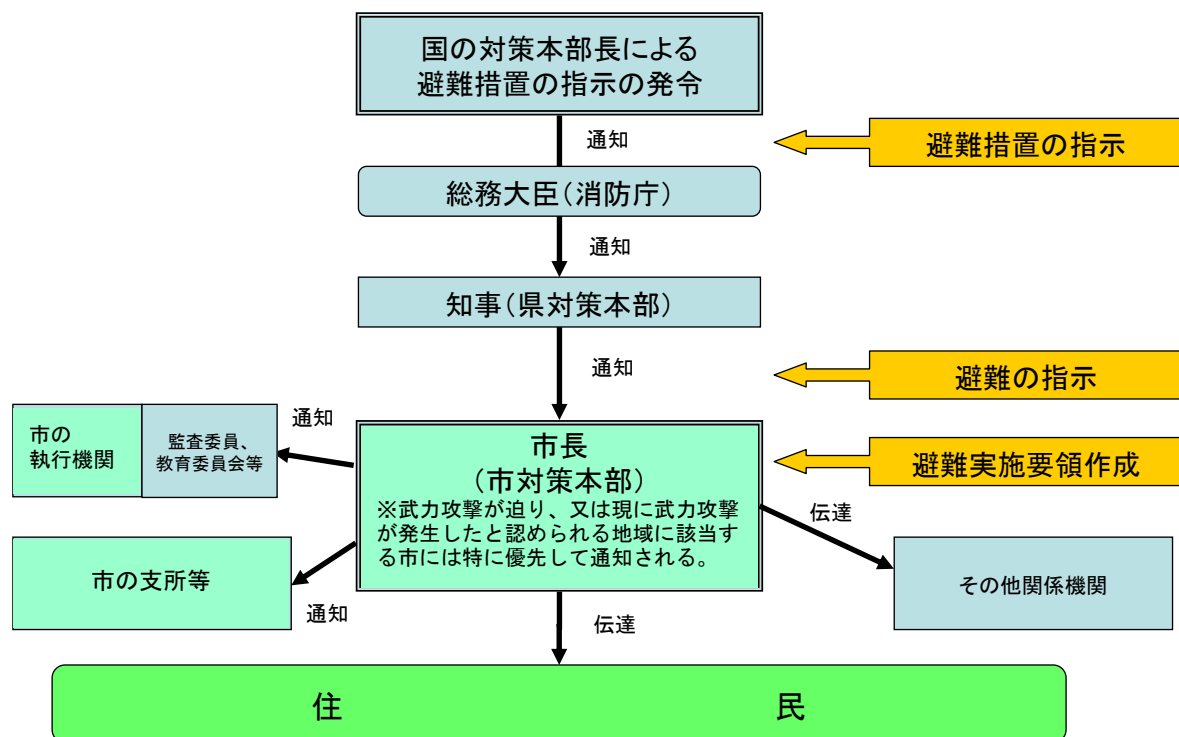 国の対策本部長による
避難措置の指示の発令
通知
避難措置の指示
総務大臣(消防庁)
通知
知事(県対策本部)
通知
避難の指示
市の
執行機関
監査委員、
教育委員会等
通知
市長
(市対策本部)
※武力攻撃が迫り、又は現に武力攻撃
が発生したと認められる地域に該当す
る市には特に優先して通知される。
避難実施要領作成
伝達
市の支所等
通知
その他関係機関
伝達
住 民